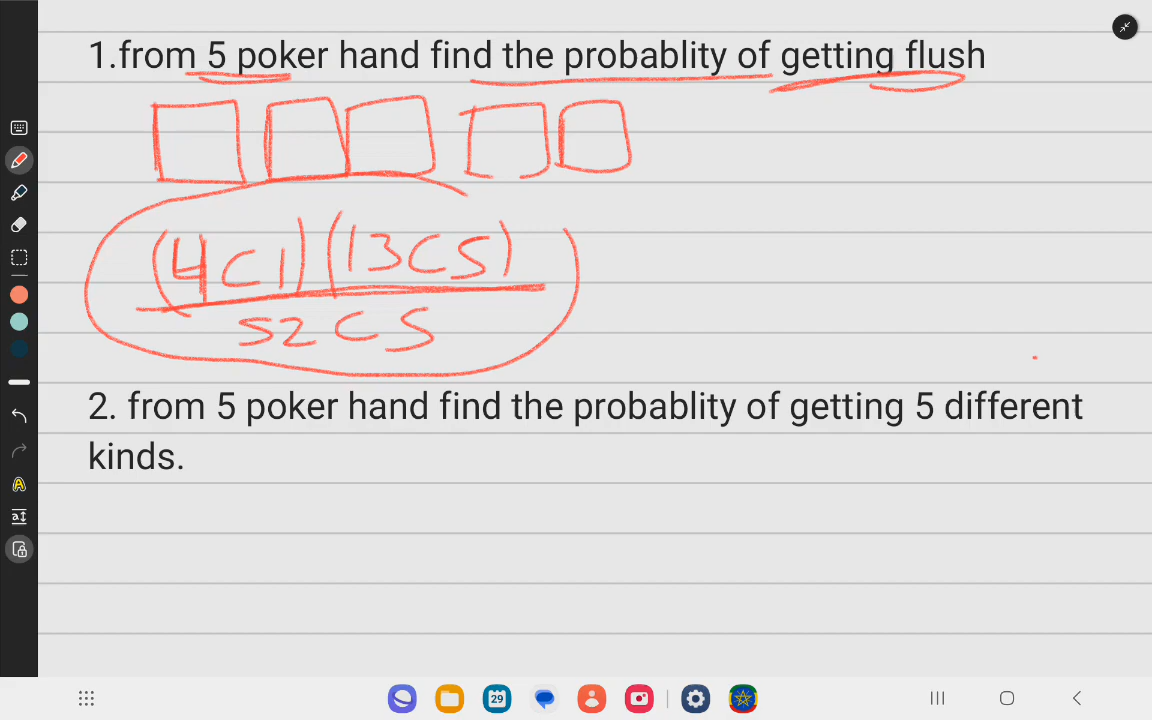 1.from 5 poker hand find the probablity of getting flush
(4C1) (13C5)
52C5
2. from 5 poker hand find the probablity of getting 5 different
kinds.
29